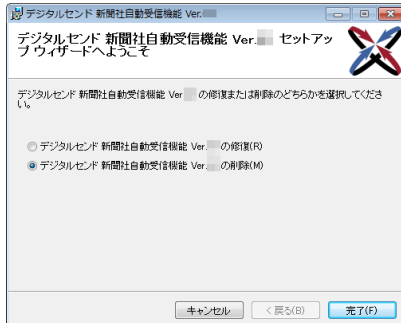 デジタルセンド 新聞社自動受信機能 Ver.
デジタルセンド 新聞社自動受信機能 Ver. セットアッ
プ ウィザードへようこそ
デジタルセンド 新聞社自動受信機能 Ver の修復または削除のどちらかを選択してくださ
い。
デジタルセンド 新聞社自動受信機能 Ver. の修復(R)
デジタルセンド 新聞社自動受信機能 Ver. の削除(M)
キャンセル
< 戻る(B)
完了(F)